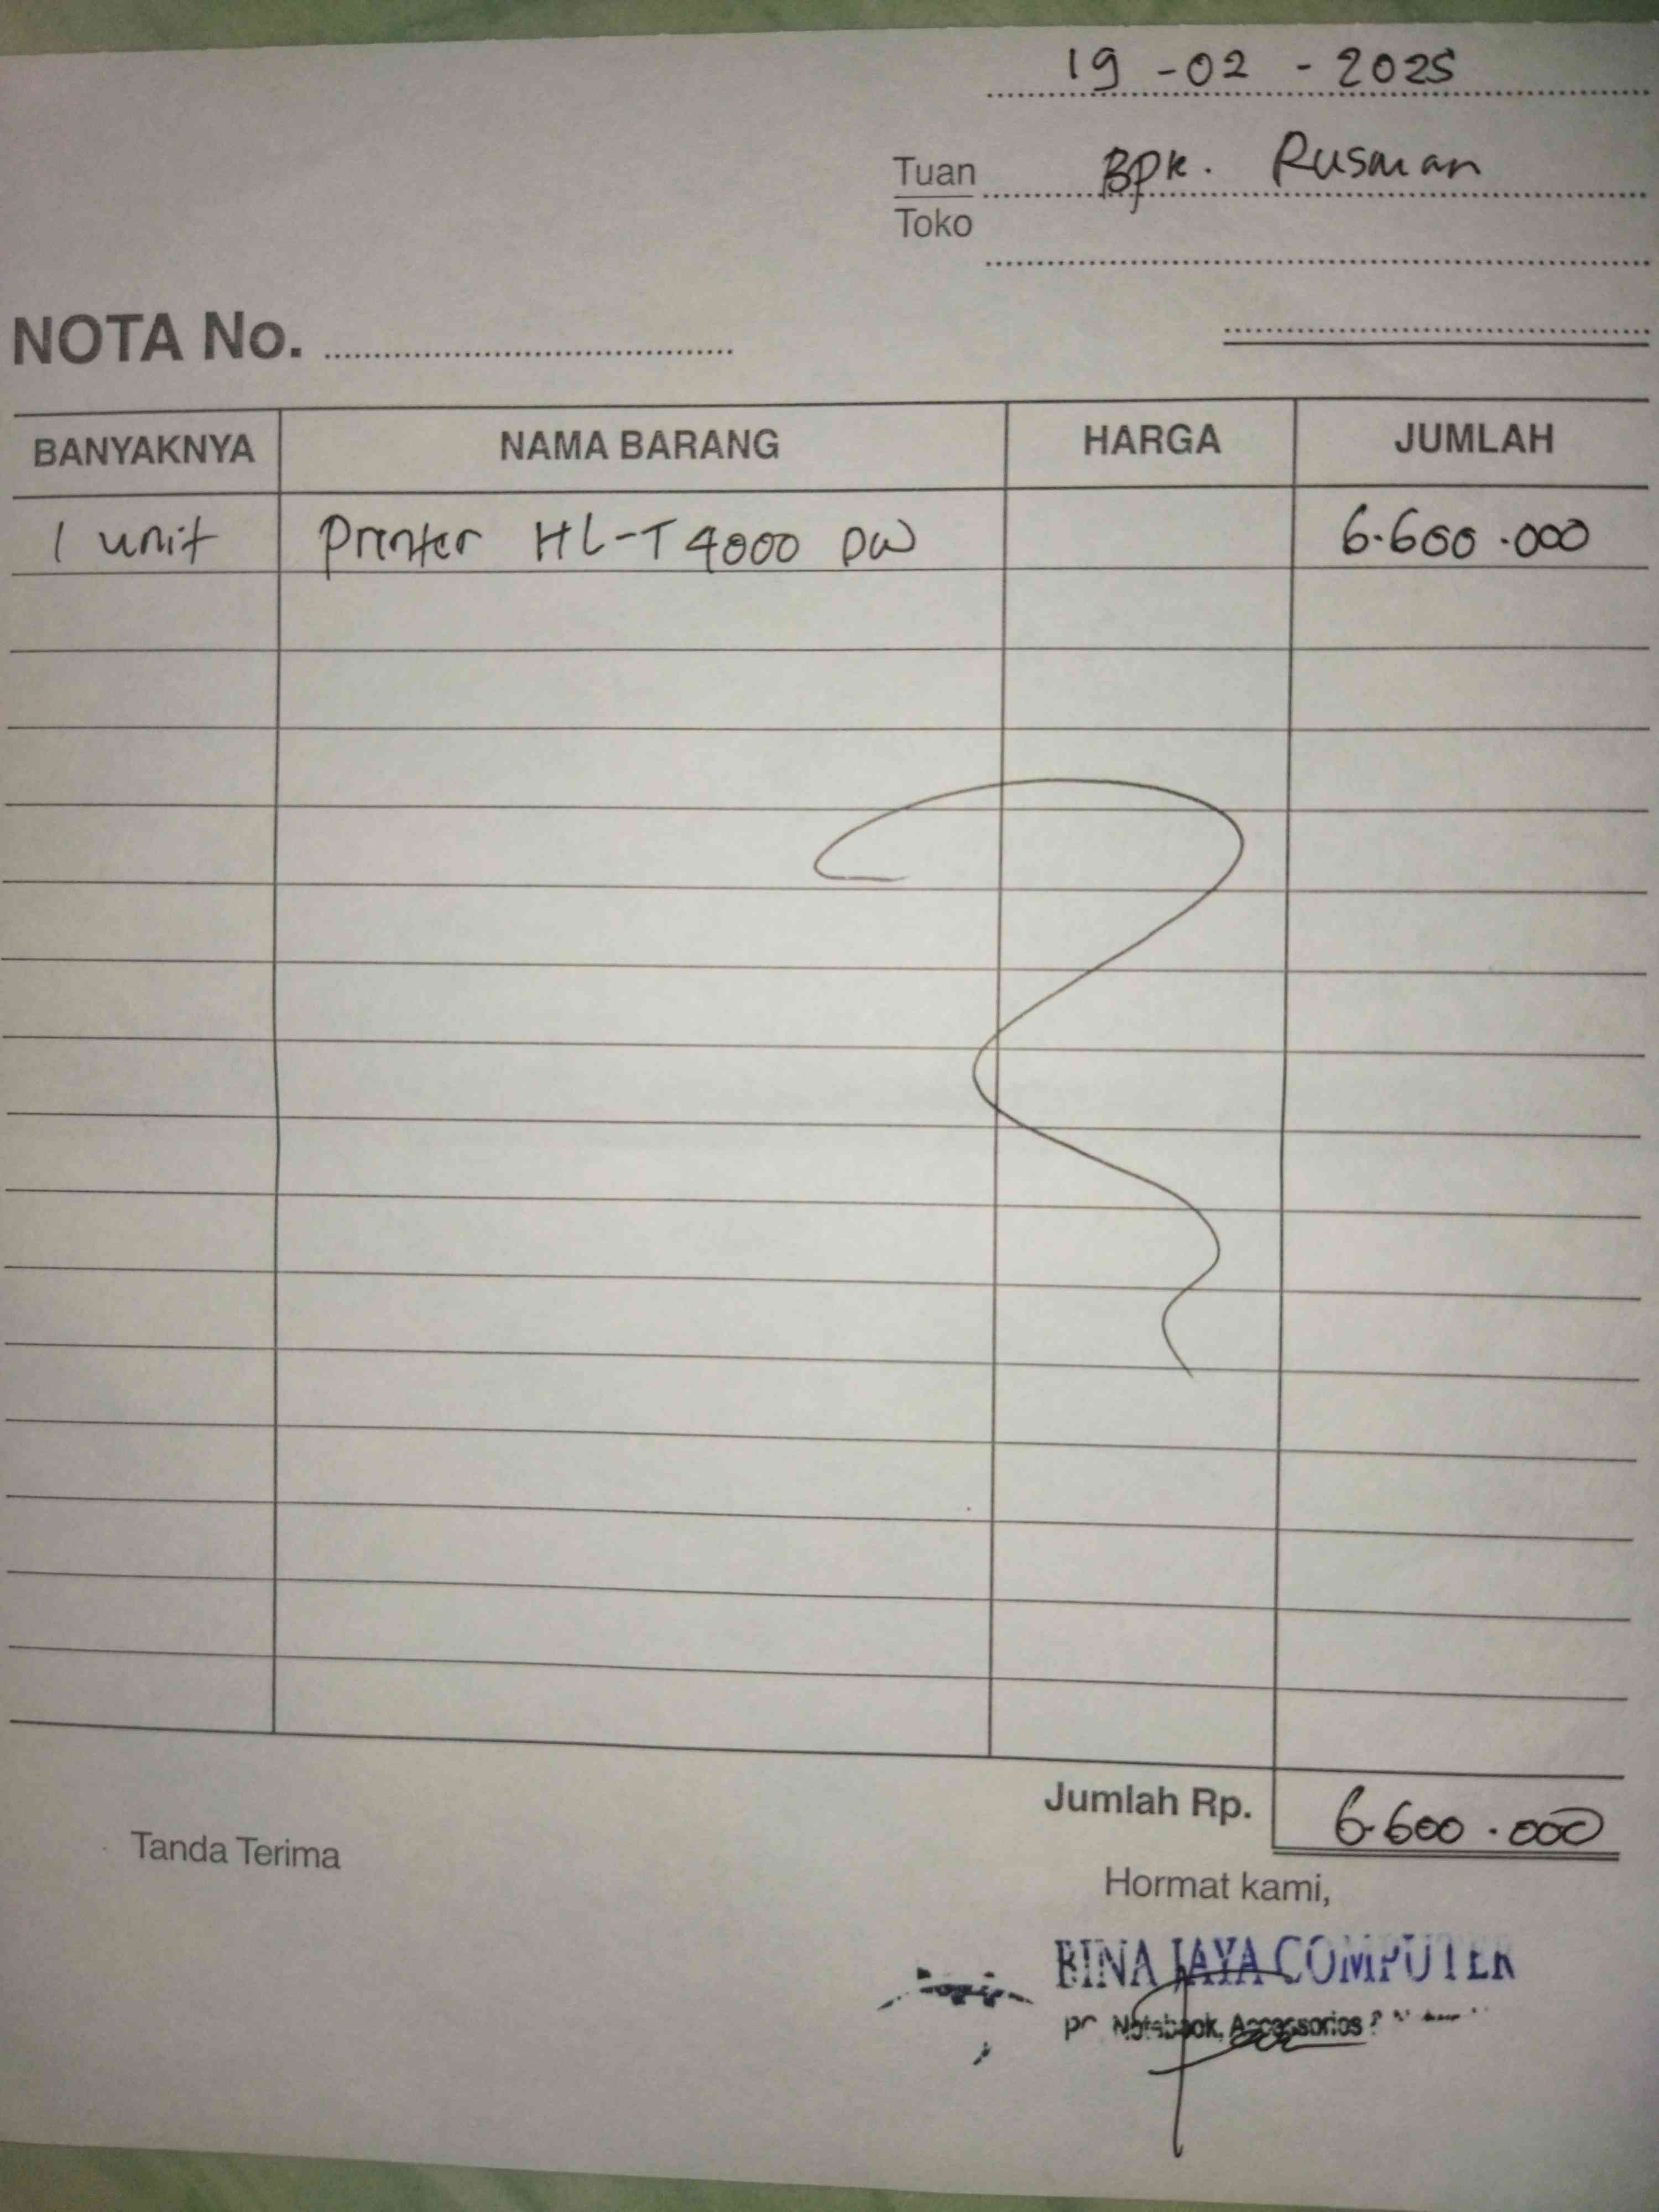 19 - 02 - 2025
Tuan Bpk. Rusman
Toko
NOTA No.
BANYAKNYA NAMA BARANG HARGA JUMLAH
1 unit Printer HL-T4000 DW 6.600.000
Jumlah Rp. 6.600.000
Tanda Terima
Hormat kami,
BINA JAYA COMPUTER
Notebook, Accessories